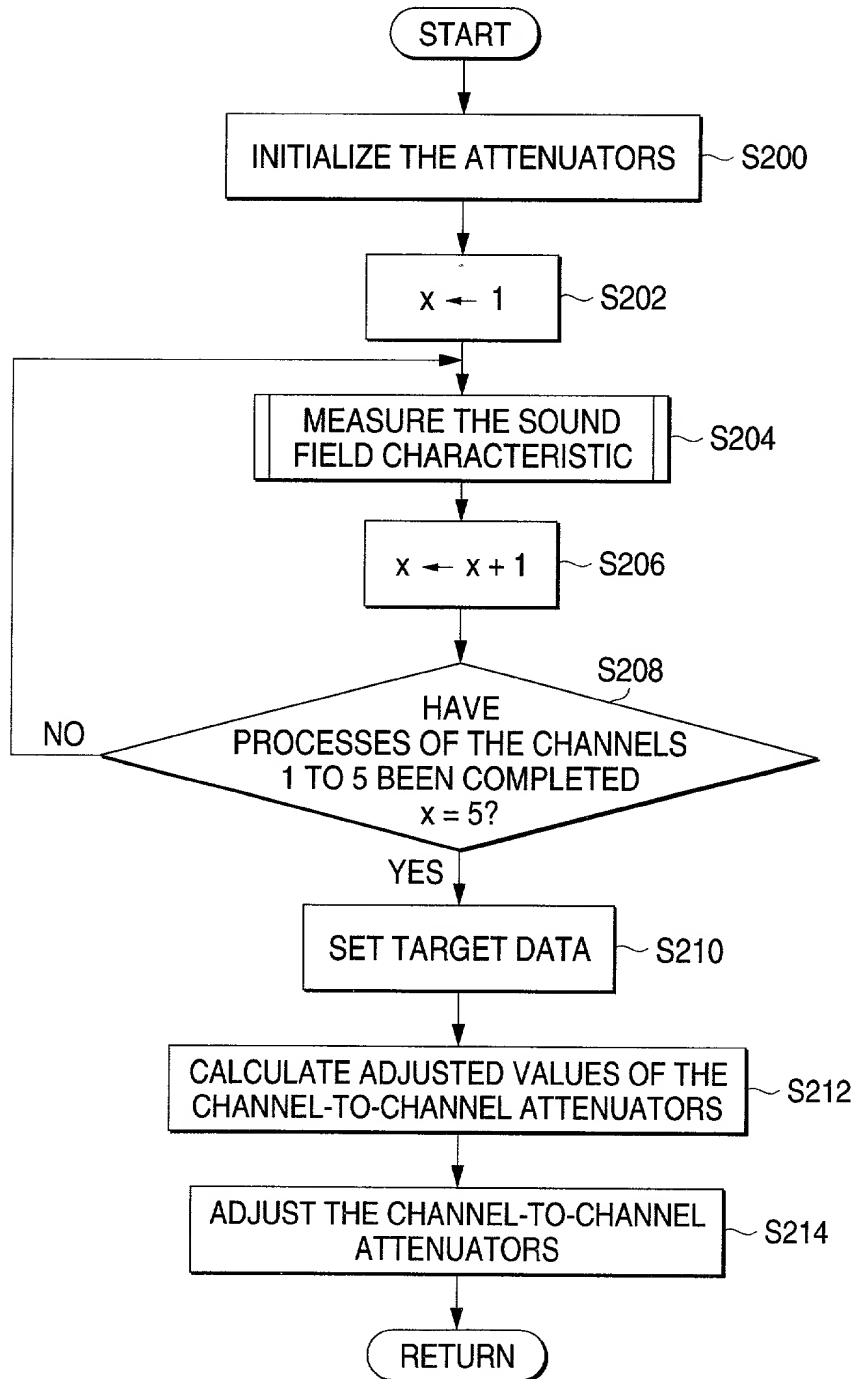 START
INITIALIZE THE ATTENUATORS
S200
x ← 1
S202
MEASURE THE SOUND
FIELD CHARACTERISTIC
S204
x ← x + 1
S206
S208
HAVE
PROCESSES OF THE CHANNELS
1 TO 5 BEEN COMPLETED
x = 5?
NO
YES
SET TARGET DATA
S210
CALCULATE ADJUSTED VALUES OF THE
CHANNEL-TO-CHANNEL ATTENUATORS
S212
ADJUST THE CHANNEL-TO-CHANNEL
ATTENUATORS
S214
RETURN